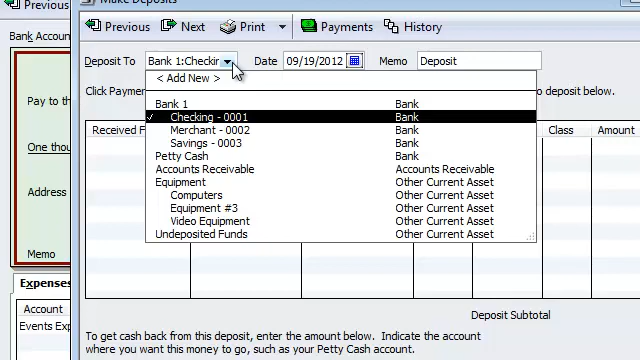 Previous
Make Deposits
Previous Next Print Payments History
Bank Accou
Deposit To Bank 1:Checkir Date 09/19/2012 Memo Deposit
< Add New >
Click Paymen below.
Bank 1 Bank
Pay to th
✓ Checking - 0001 Bank
Received F Merchant - 0002 Bank Class Amount
One thou Savings - 0003 Bank
Petty Cash Bank
Accounts Receivable Accounts Receivable
Equipment Other Current Asset
Address Computers Other Current Asset
Equipment #3 Other Current Asset
Video Equipment Other Current Asset
Undeposited Funds Other Current Asset
Memo
Expenses
Account Deposit Subtotal
Events Exp
To get cash back from this deposit, enter the amount below. Indicate the account
where you want this money to go, such as your Petty Cash account.